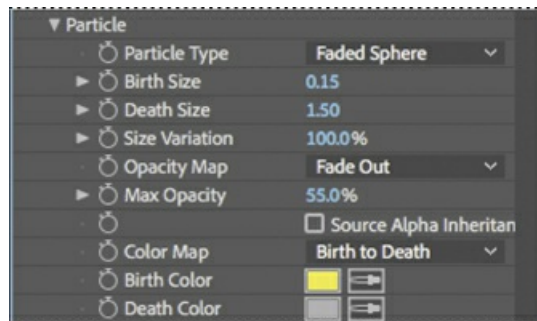 Particle
Particle Type Faded Sphere
Birth Size 0.15
Death Size 1.50
Size Variation 100.0%
Opacity Map Fade Out
Max Opacity 55.0%
Source Alpha Inheritan
Color Map Birth to Death
Birth Color
Death Color